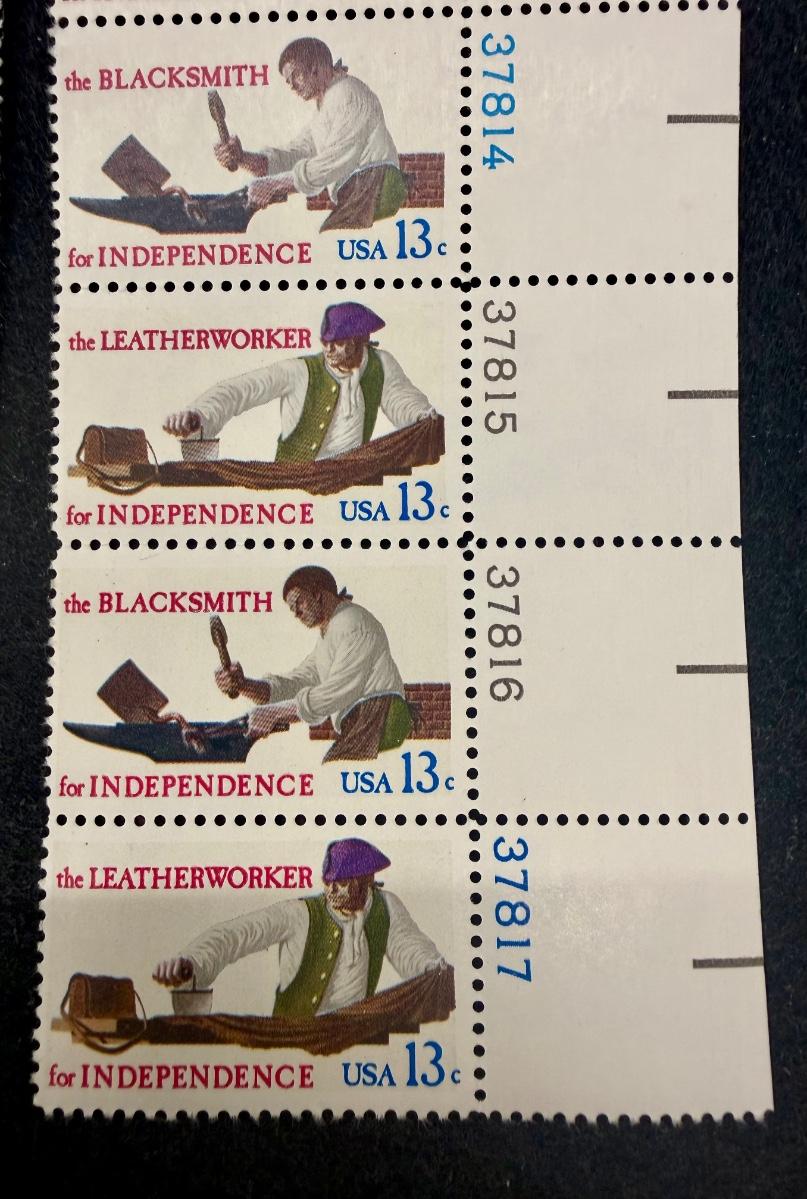 the BLACKSMITH
for INDEPENDENCE USA 13c
37814
the LEATHERWORKER
for INDEPENDENCE USA 13c
37815
the BLACKSMITH
for INDEPENDENCE USA 13c
37816
the LEATHERWORKER
for INDEPENDENCE USA 13c
37817